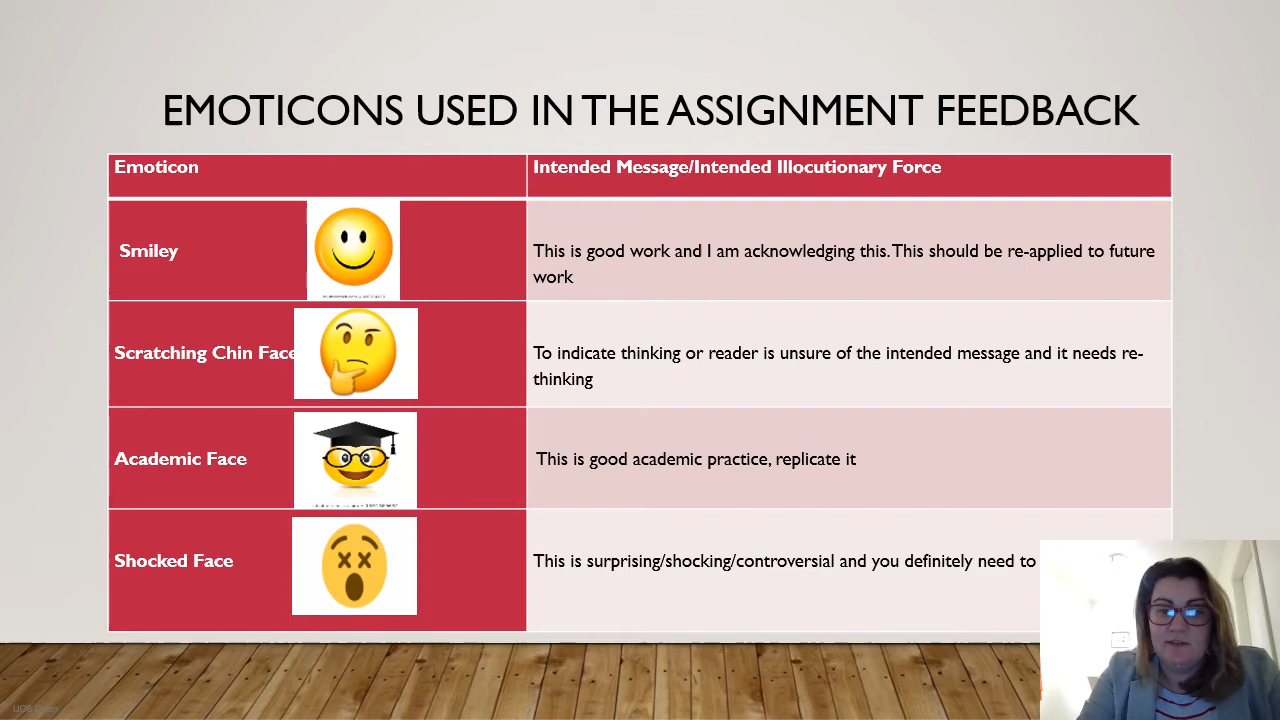 EMOTICONS USED IN THE ASSIGNMENT FEEDBACK
Emoticon
Intended Message/Intended Illocutionary Force
Smiley
This is good work and I am acknowledging this. This should be re-applied to future
work
Scratching Chin Face
To indicate thinking or reader is unsure of the intended message and it needs re-
thinking
Academic Face
This is good academic practice, replicate it
Shocked Face
This is surprising/shocking/controversial and you definitely need to